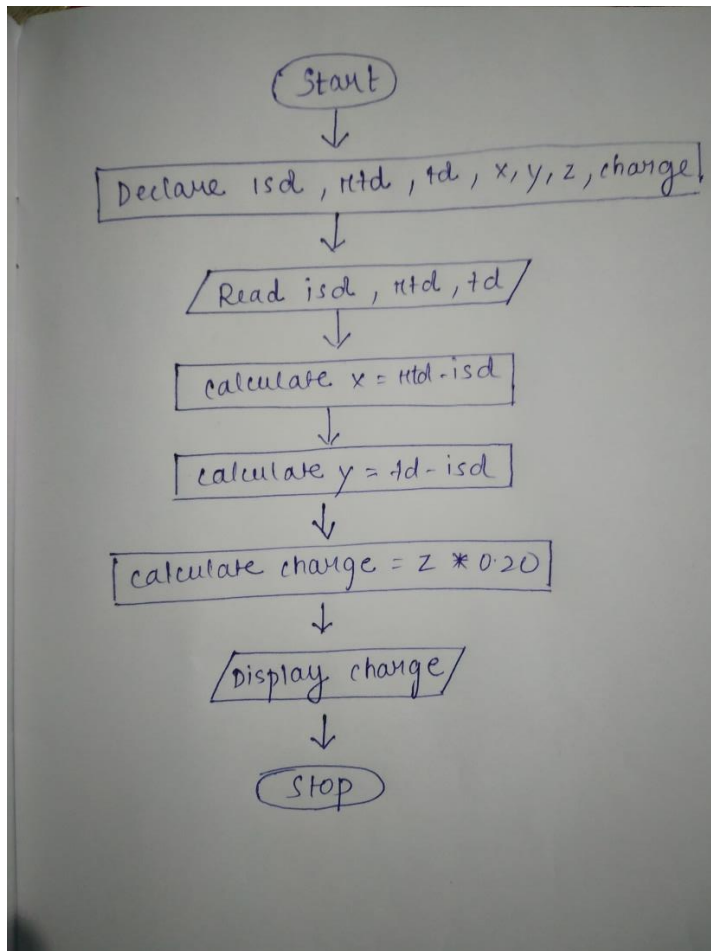 Start
Declare isd, rtd, td, x, y, z, charge
Read isd, rtd, td
calculate x = rtd - isd
calculate y = td - isd
calculate charge = z * 0.20
Display charge
Stop